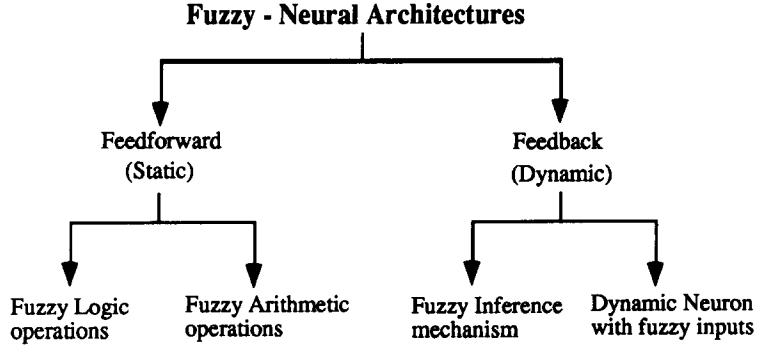 Fuzzy - Neural Architectures
Feedforward
(Static)
Feedback
(Dynamic)
Fuzzy Logic
operations
Fuzzy Arithmetic
operations
Fuzzy Inference
mechanism
Dynamic Neuron
with fuzzy inputs